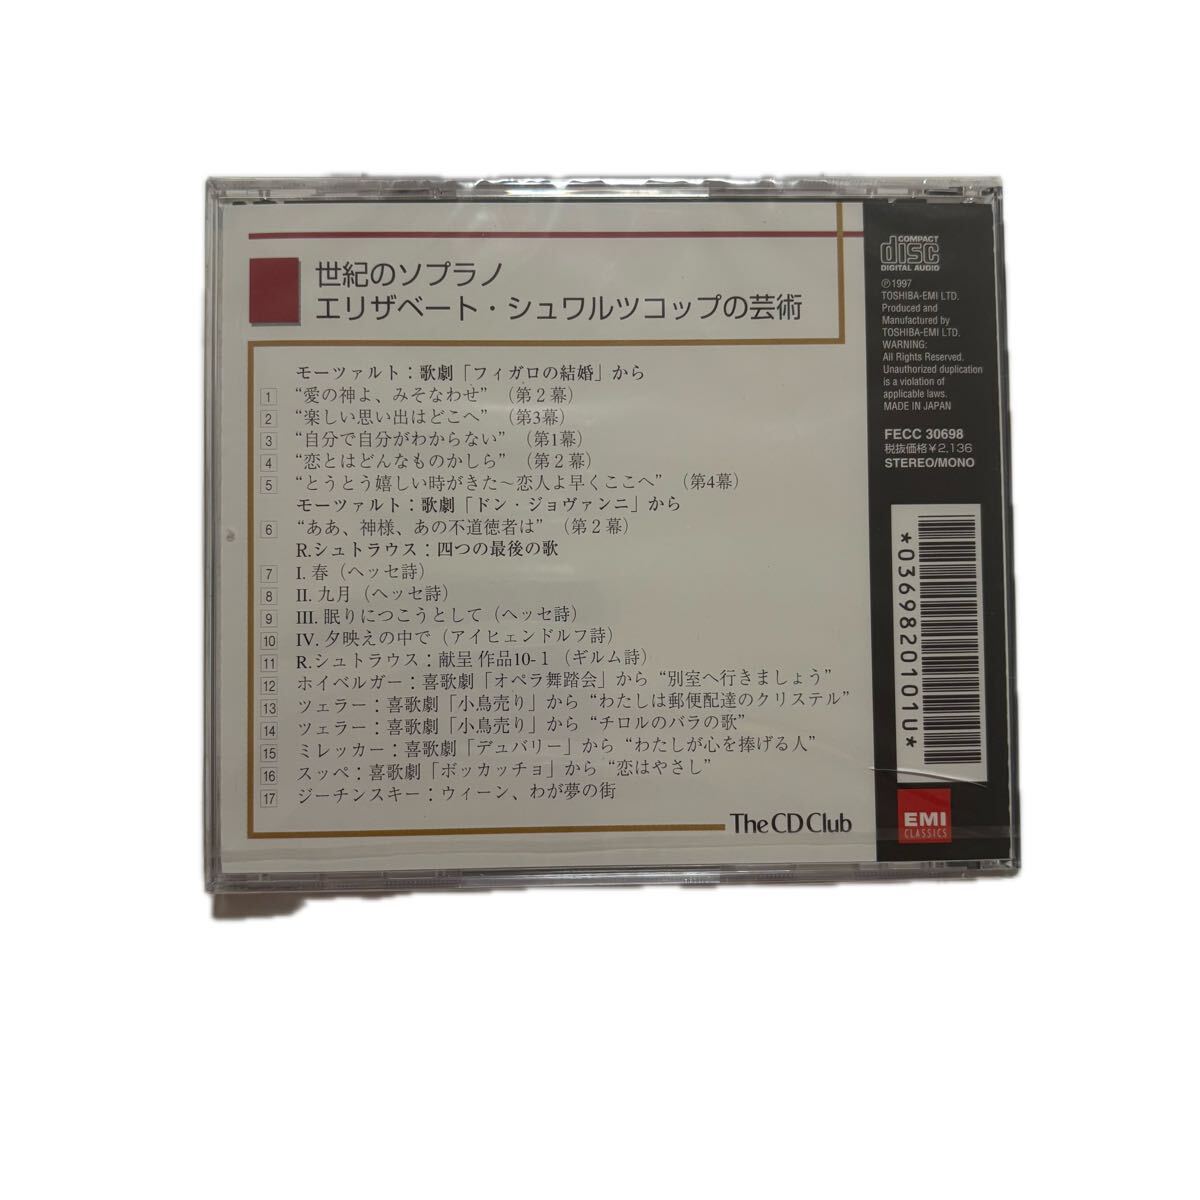 世紀のソプラノ
エリザベート・シュワルツコップの芸術
モーツァルト：歌劇「フィガロの結婚」から
1 “愛の神よ、みそなわせ”（第２幕）
2 “楽しい思い出はどこへ”（第3幕）
3 “自分で自分がわからない”（第1幕）
4 “恋とはどんなものかしら”（第２幕）
5 “とうとう嬉しい時がきた～恋人よ早くここへ”（第4幕）
モーツァルト：歌劇「ドン・ジョヴァンニ」から
6 “ああ、神様、あの不道徳者は”（第２幕）
R.シュトラウス：四つの最後の歌
7 I. 春（ヘッセ詩）
8 II. 九月（ヘッセ詩）
9 III. 眠りにつこうとして（ヘッセ詩）
10 IV. 夕映えの中で（アイヒェンドルフ詩）
11 R.シュトラウス：献呈 作品10-１（ギルム詩）
12 ホイベルガー：喜歌劇「オペラ舞踏会」から“別室へ行きましょう”
13 ツェラー：喜歌劇「小鳥売り」から“わたしは郵便配達のクリステル”
14 ツェラー：喜歌劇「小鳥売り」から“チロルのバラの歌”
15 ミレッカー：喜歌劇「デュバリー」から“わたしが心を捧げる人”
16 スッペ：喜歌劇「ボッカッチョ」から“恋はやさし”
17 ジーチンスキー：ウィーン、わが夢の街
The CD Club
COMPACT
disc
DIGITAL AUDIO
Ⓟ1997
TOSHIBA-EMI LTD.
Produced and
Manufactured by
TOSHIBA-EMI LTD.
WARNING:
All Rights Reserved.
Unauthorized duplication
is a violation of
applicable laws.
MADE IN JAPAN
FECC 30698
税抜価格￥2,136
STEREO/MONO
*0369820101U*
EMI
CLASSICS